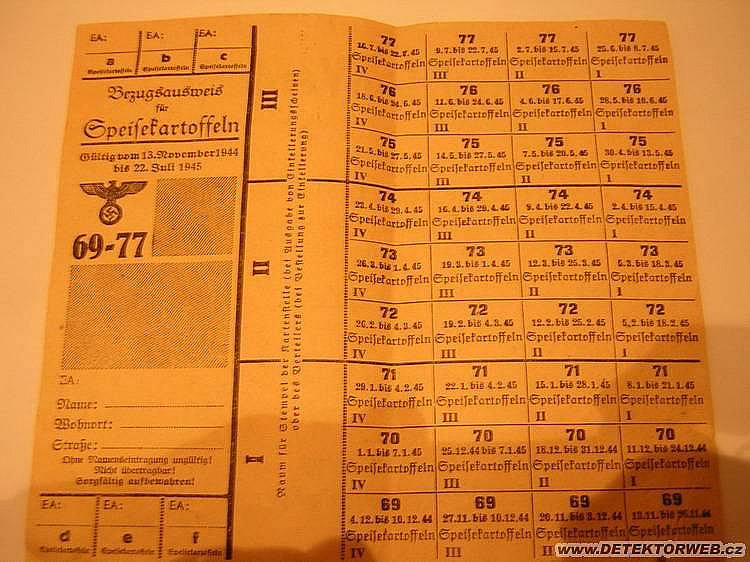 EA: EA: EA:
a b c
Speisekartoffeln Speisekartoffeln Speisekartoffeln
Bezugsausweis
für
Speisekartoffeln
Gültig vom 13. November 1944
bis 22. Juli 1945
69-77
EA:
Name:
Wohnort:
Straße:
Ohne Namenseintragung ungültig!
Nicht übertragbar!
Sorgfältig aufbewahren!
EA: EA: EA:
d e f
Speisekartoffeln Speisekartoffeln Speisekartoffeln
III
II
I
Raum für Stempel der Kartenstelle (bei Ausgabe von Einkellerungsscheinen)
oder des Verteilers (bei Bestellung zur Einkellerung)
77 77 77 77
16.7. bis 22.7.45 9.7. bis 22.7.45 2.7. bis 15.7.45 25.6. bis 8.7.45
Speisekartoffeln Speisekartoffeln Speisekartoffeln Speisekartoffeln
IV III II I
76 76 76 76
18.6. bis 24.6.45 11.6. bis 24.6.45 4.6. bis 17.6.45 28.5. bis 10.6.45
Speisekartoffeln Speisekartoffeln Speisekartoffeln Speisekartoffeln
IV III II I
75 75 75 75
21.5. bis 27.5.45 14.5. bis 27.5.45 7.5. bis 20.5.45 30.4. bis 13.5.45
Speisekartoffeln Speisekartoffeln Speisekartoffeln Speisekartoffeln
IV III II I
74 74 74 74
23.4. bis 29.4.45 16.4. bis 29.4.45 9.4. bis 22.4.45 2.4. bis 15.4.45
Speisekartoffeln Speisekartoffeln Speisekartoffeln Speisekartoffeln
IV III II I
73 73 73 73
26.3. bis 1.4.45 19.3. bis 1.4.45 12.3. bis 25.3.45 5.3. bis 18.3.45
Speisekartoffeln Speisekartoffeln Speisekartoffeln Speisekartoffeln
IV III II I
72 72 72 72
26.2. bis 4.3.45 19.2. bis 4.3.45 12.2. bis 25.2.45 5.2. bis 18.2.45
Speisekartoffeln Speisekartoffeln Speisekartoffeln Speisekartoffeln
IV III II I
71 71 71 71
29.1. bis 4.2.45 22.1. bis 4.2.45 15.1. bis 28.1.45 8.1. bis 21.1.45
Speisekartoffeln Speisekartoffeln Speisekartoffeln Speisekartoffeln
IV III II I
70 70 70 70
1.1. bis 7.1.45 25.12.44 bis 7.1.45 18.12. bis 31.12.44 11.12. bis 24.12.44
Speisekartoffeln Speisekartoffeln Speisekartoffeln Speisekartoffeln
IV III II I
69 69 69 69
4.12. bis 10.12.44 27.11. bis 10.12.44 20.11. bis 3.12.44 13.11. bis 26.11.44
Speisekartoffeln Speisekartoffeln Speisekartoffeln Speisekartoffeln
IV III II
www.DETEKTORWEB.cz